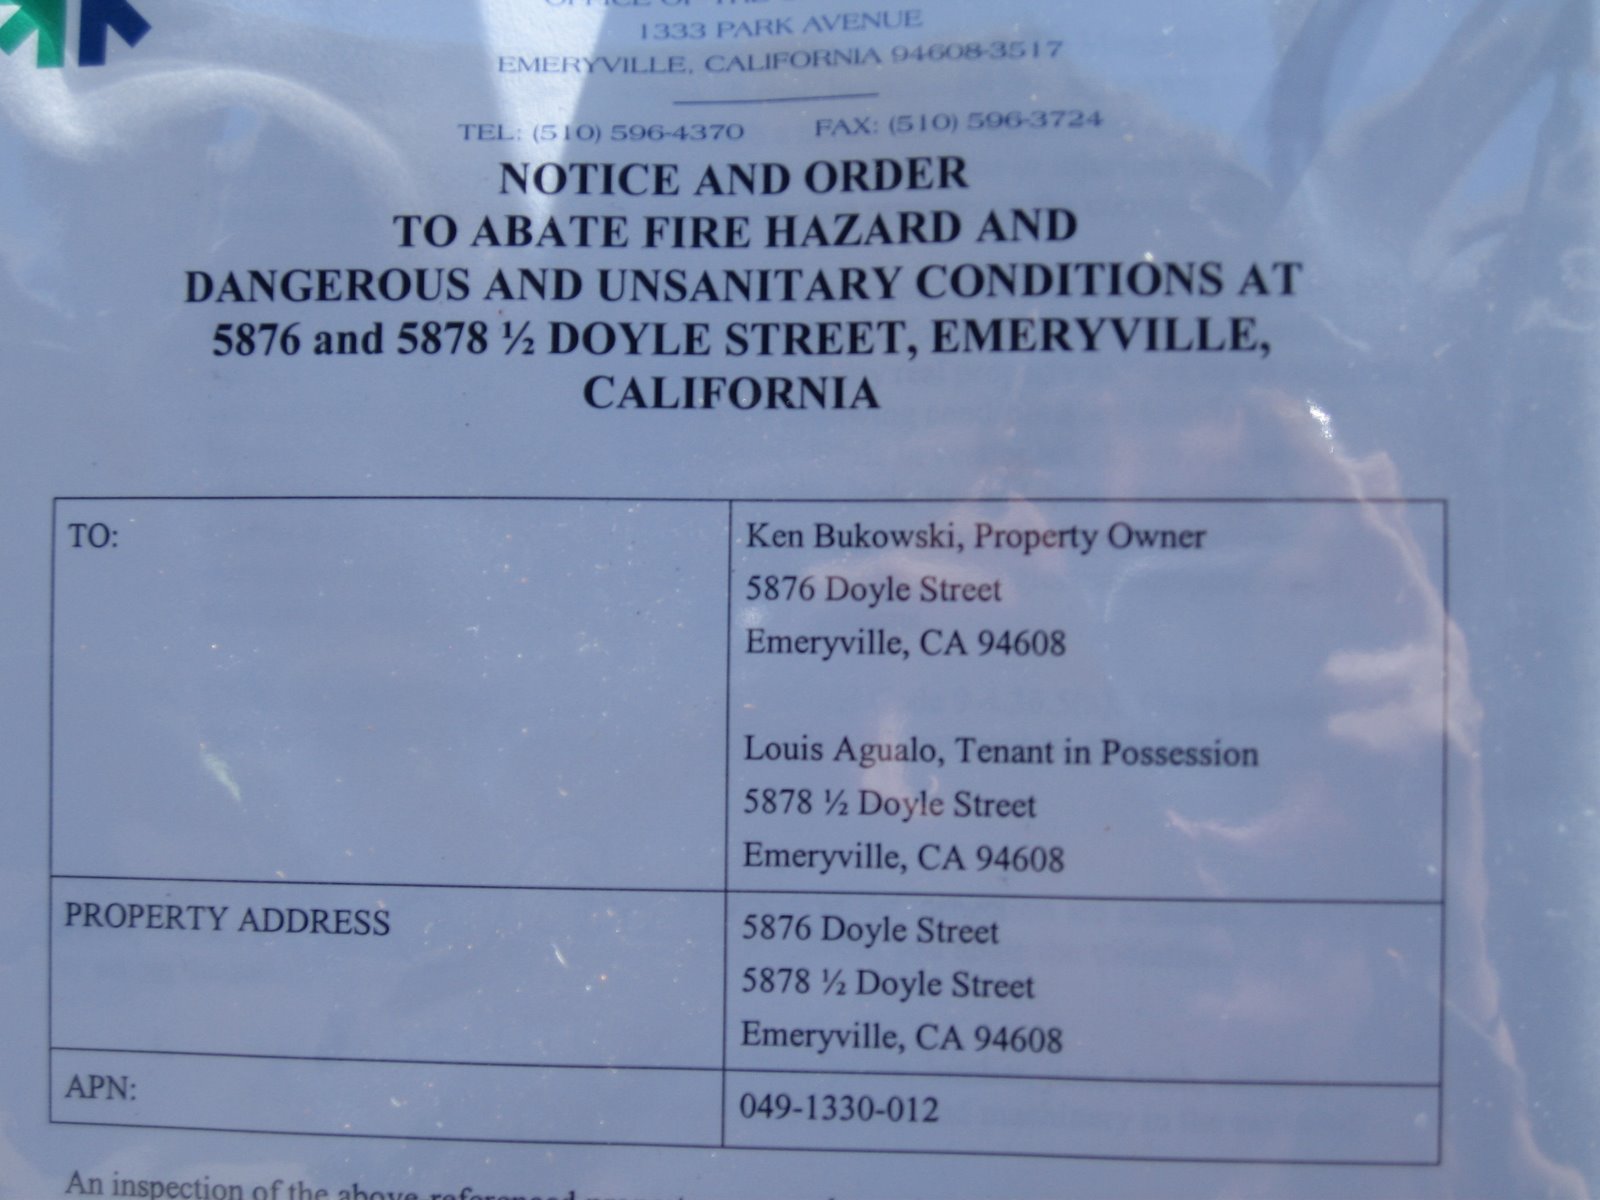 OFFICE OF THE
1333 PARK AVENUE
EMERYVILLE, CALIFORNIA 94608-3517
TEL: (510) 596-4370 FAX: (510) 596-3724
NOTICE AND ORDER
TO ABATE FIRE HAZARD AND
DANGEROUS AND UNSANITARY CONDITIONS AT
5876 and 5878 ½ DOYLE STREET, EMERYVILLE,
CALIFORNIA
TO:
Ken Bukowski, Property Owner
5876 Doyle Street
Emeryville, CA 94608
Louis Agualo, Tenant in Possession
5878 ½ Doyle Street
Emeryville, CA 94608
PROPERTY ADDRESS
5876 Doyle Street
5878 ½ Doyle Street
Emeryville, CA 94608
APN:
049-1330-012
An inspection of the above-referenced